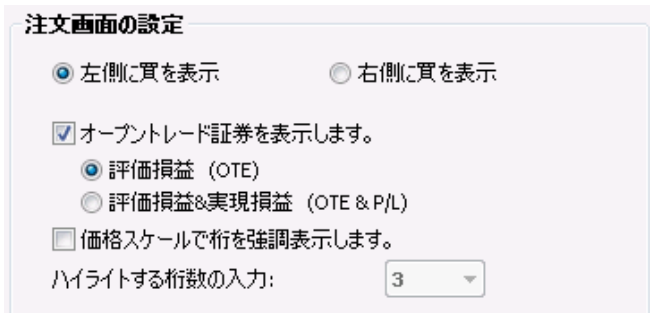 注文画面の設定
左側に買を表示 右側に買を表示
オープントレード証券を表示します。
評価損益 (OTE)
評価損益&実現損益 (OTE & P/L)
価格スケールで桁を強調表示します。
ハイライトする桁数の入力: 3